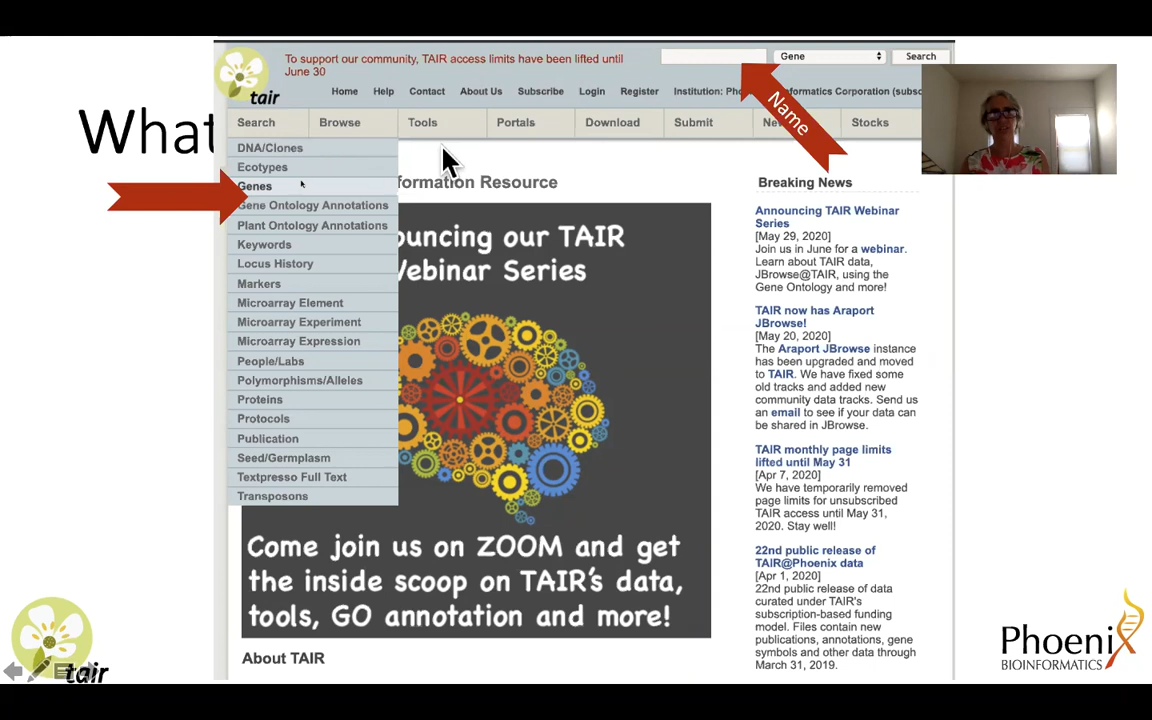 What
To support our community, TAIR access limits have been lifted until
June 30
Gene
Search
tair
Home Help Contact About Us Subscribe Login Register Institution: Pho
Informatics Corporation (subsc
Name
Search Browse Tools Portals Download Submit Ne Stocks
DNA/Clones
Ecotypes
Genes
Gene Ontology Annotations
Plant Ontology Annotations
Keywords
Locus History
Markers
Microarray Element
Microarray Experiment
Microarray Expression
People/Labs
Polymorphisms/Alleles
Proteins
Protocols
Publication
Seed/Germplasm
Textpresso Full Text
Transposons
formation Resource
ouncing our TAIR
Webinar Series
Come join us on ZOOM and get
the inside scoop on TAIR's data,
tools, GO annotation and more!
About TAIR
Breaking News
Announcing TAIR Webinar
Series
[May 29, 2020]
Join us in June for a webinar.
Learn about TAIR data,
JBrowse@TAIR, using the
Gene Ontology and more!
TAIR now has Araport
JBrowse!
[May 20, 2020]
The Araport JBrowse instance
has been upgraded and moved
to TAIR. We have fixed some
old tracks and added new
community data tracks. Send us
an email to see if your data can
be shared in JBrowse.
TAIR monthly page limits
lifted until May 31
[Apr 7, 2020]
We have temporarily removed
page limits for unsubscribed
TAIR access until May 31,
2020. Stay well!
22nd public release of
TAIR@Phoenix data
[Apr 1, 2020]
22nd public release of data
curated under TAIR's
subscription-based funding
model. Files contain new
publications, annotations, gene
symbols and other data through
March 31, 2019.
tair
Phoenix
BIOINFORMATICS